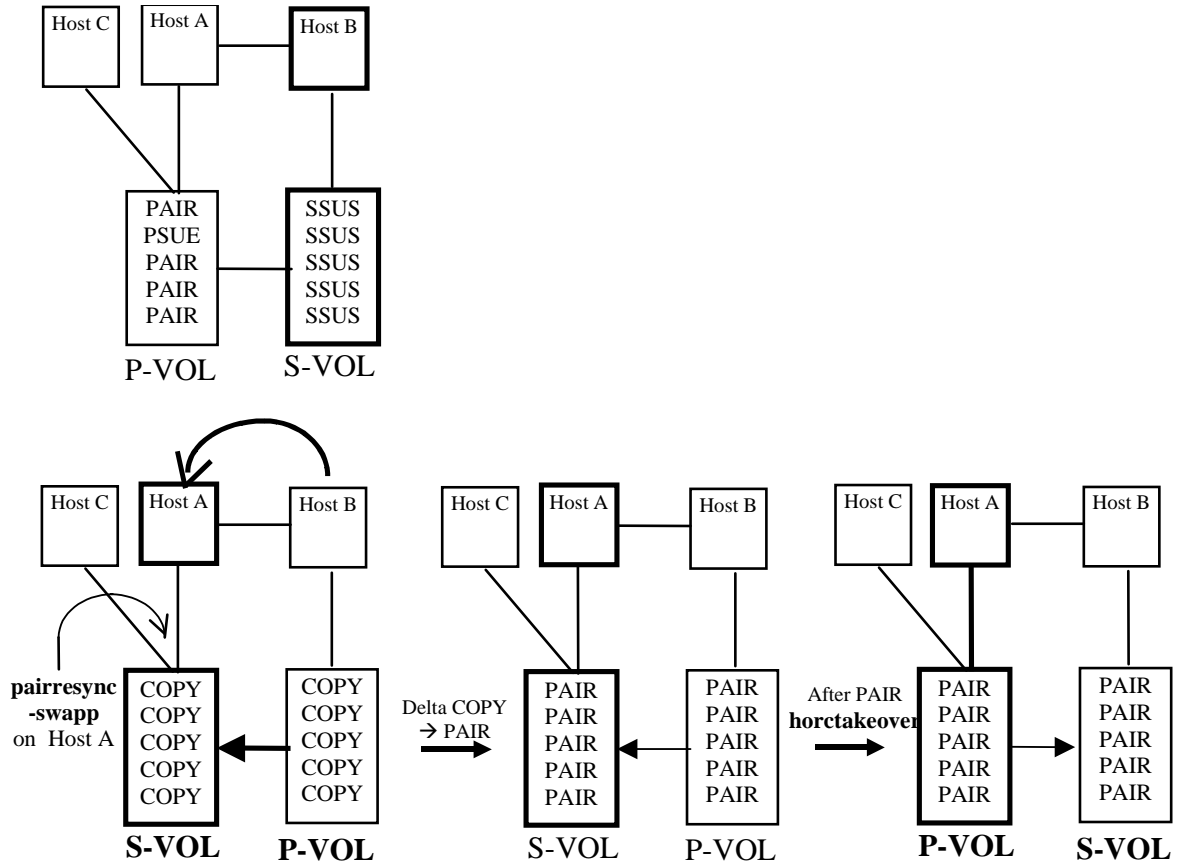 Host C
Host A
Host B
PAIR
PSUE
PAIR
PAIR
PAIR
P-VOL
SSUS
SSUS
SSUS
SSUS
SSUS
S-VOL
Host C
Host A
Host B
pairresync
-swapp
on Host A
COPY
COPY
COPY
COPY
COPY
S-VOL
COPY
COPY
COPY
COPY
COPY
P-VOL
Delta COPY
→ PAIR
Host C
Host A
Host B
PAIR
PAIR
PAIR
PAIR
PAIR
S-VOL
PAIR
PAIR
PAIR
PAIR
PAIR
P-VOL
After PAIR
horctakeover
Host C
Host A
Host B
PAIR
PAIR
PAIR
PAIR
PAIR
P-VOL
PAIR
PAIR
PAIR
PAIR
PAIR
S-VOL